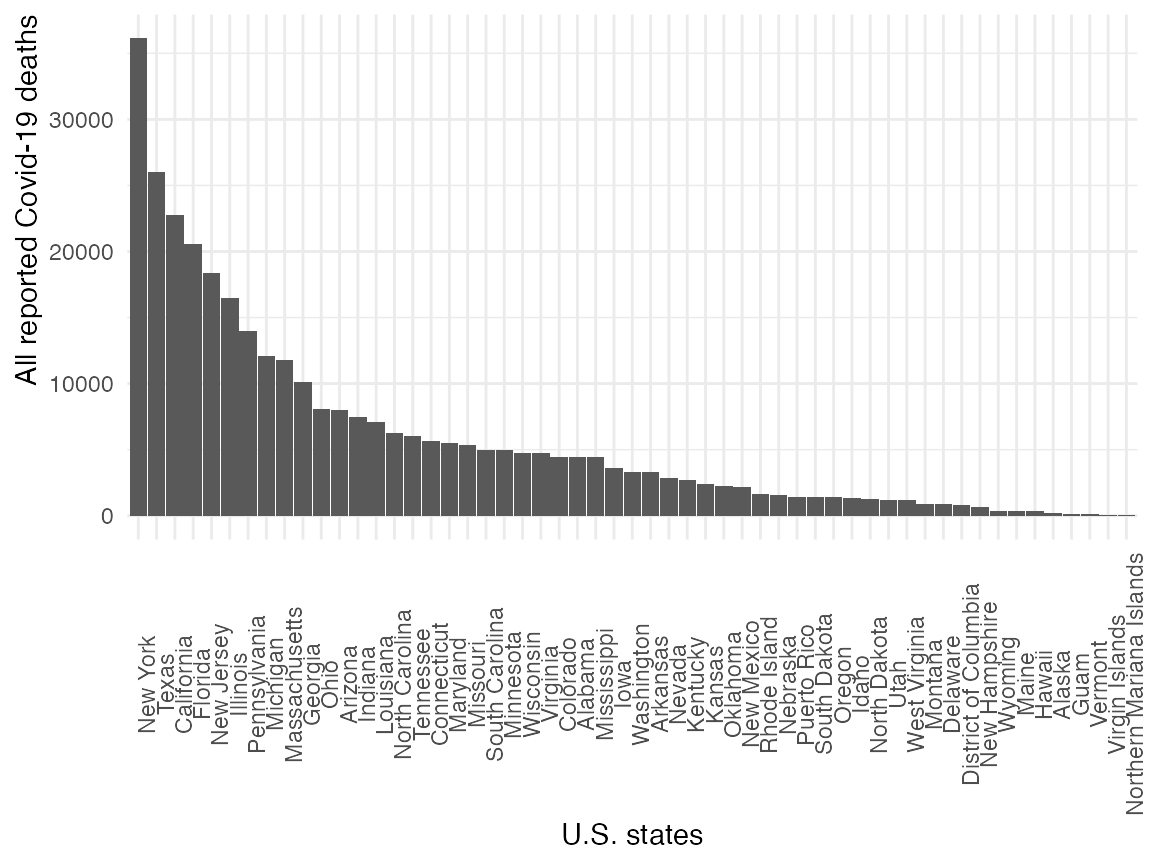 All reported Covid-19 deaths
30000
20000
10000
0
New York
Texas
California
Florida
New Jersey
Illinois
Pennsylvania
Michigan
Massachusetts
Georgia
Ohio
Arizona
Indiana
Louisiana
North Carolina
Tennessee
Connecticut
Maryland
Missouri
South Carolina
Minnesota
Wisconsin
Virginia
Colorado
Alabama
Mississippi
Iowa
Washington
Arkansas
Nevada
Kentucky
Kansas
Oklahoma
New Mexico
Rhode Island
Nebraska
Puerto Rico
South Dakota
Oregon
Idaho
North Dakota
Utah
West Virginia
Montana
Delaware
District of Columbia
New Hampshire
Wyoming
Maine
Hawaii
Alaska
Guam
Vermont
Virgin Islands
Northern Mariana Islands
U.S. states